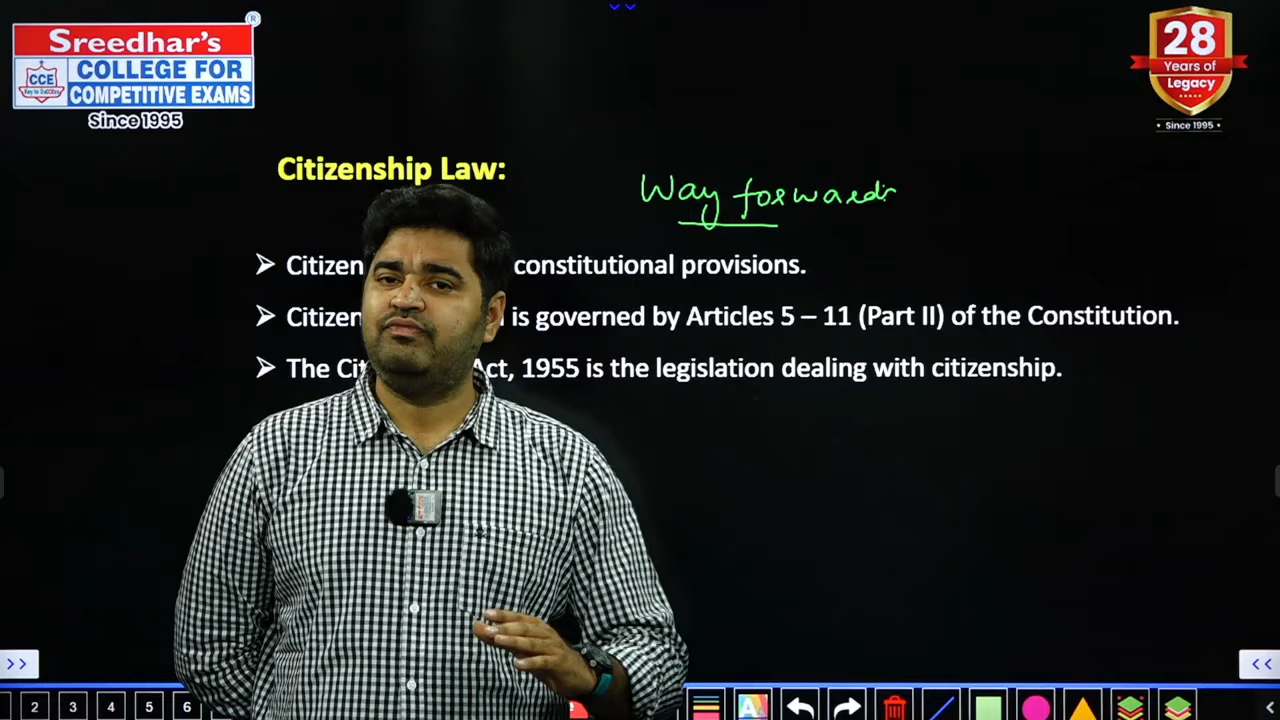 Sreedhar's
CCE
COLLEGE FOR
COMPETITIVE EXAMS
Since 1995
®
28
Years of
Legacy
• Since 1995 •
Citizenship Law:
Way forward
Citizen constitutional provisions.
Citizen is governed by Articles 5 – 11 (Part II) of the Constitution.
The Cit Act, 1955 is the legislation dealing with citizenship.
>>
<<
2 3 4 5 6
A
<